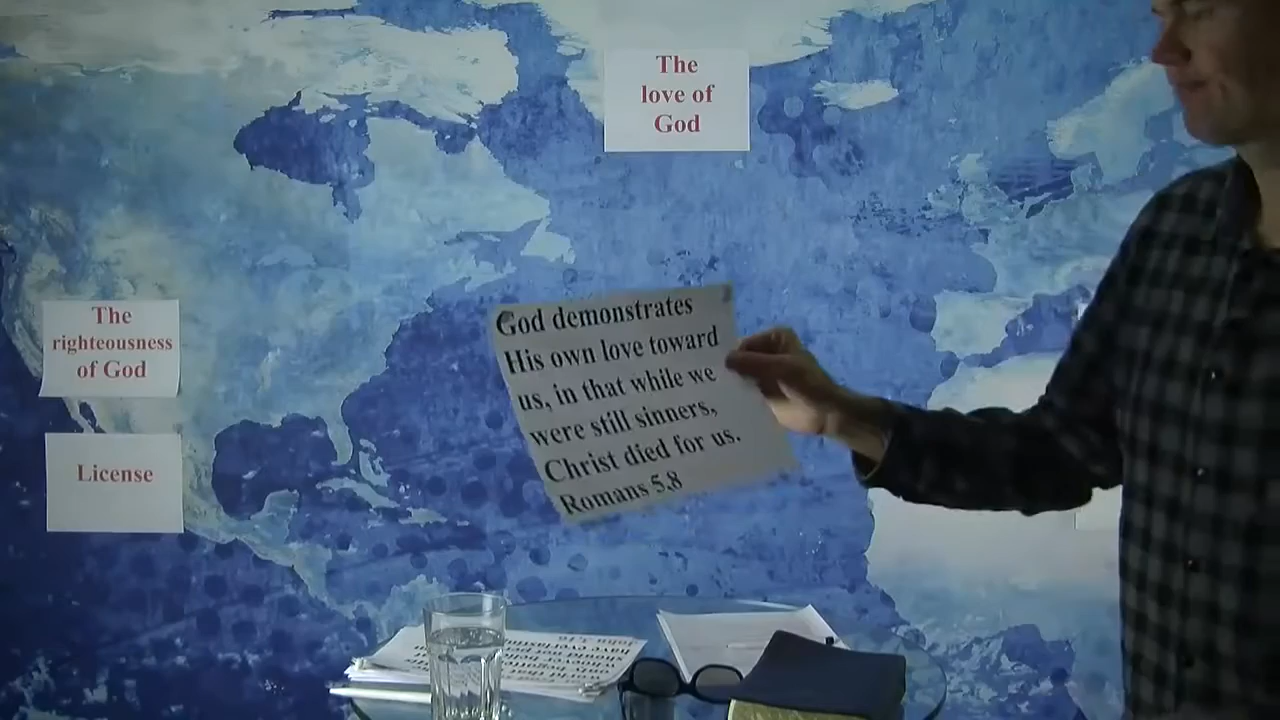 The
love of
God
The
righteousness
of God
License
God demonstrates
His own love toward
us, in that while we
were still sinners,
Christ died for us.
Romans 5,8